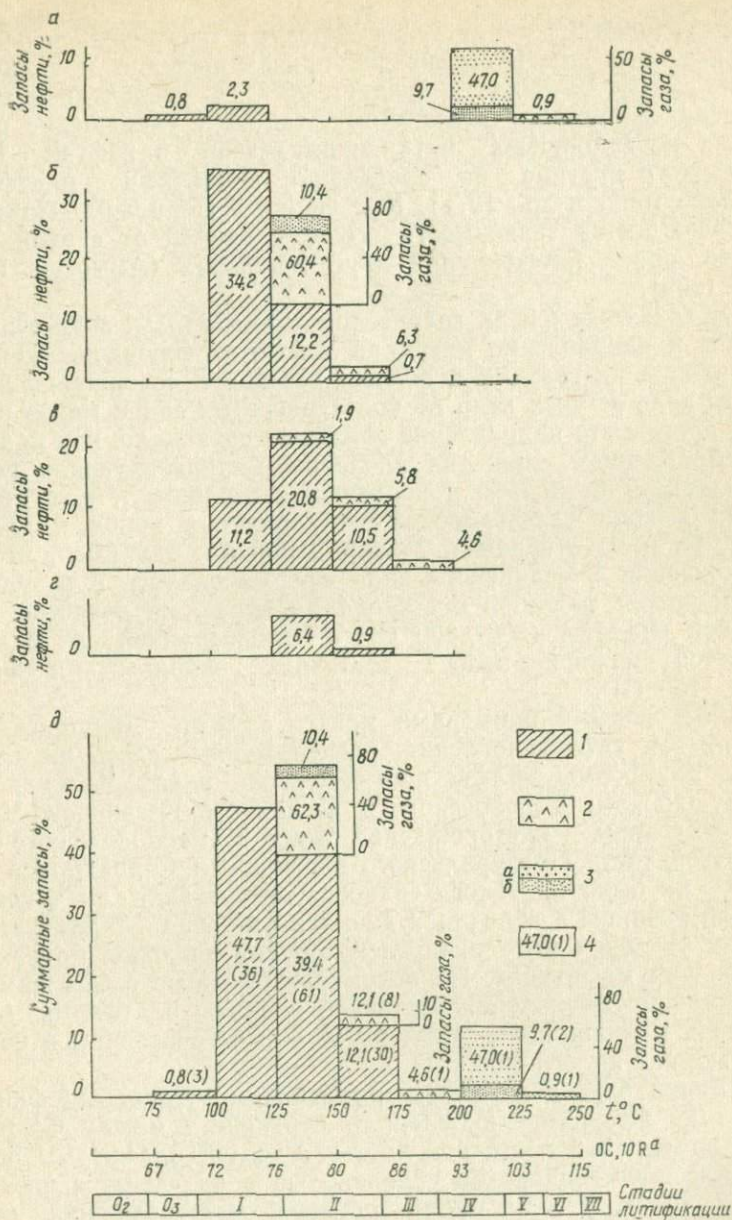 а
Запасы нефти, %
10
0
0,8
2,3
9,7
47,0
0,9
50
0
Запасы газа, %
б
Запасы нефти, %
30
20
10
0
34,2
10,4
60,4
12,2
80
40
0
Запасы газа, %
6,3
0,7
в
Запасы нефти, %
20
10
0
11,2
1,9
20,8
5,8
10,5
4,6
г
Запасы нефти, %
0
6,4
0,9
д
Суммарные запасы, %
50
40
30
20
10
0
0,8(3)
47,7
(36)
10,4
62,3
39,4
(61)
80
40
0
Запасы газа, %
12,1(8)
12,1(30)
10
0
Запасы газа, %
4,6(1)
47,0(1)
9,7(2)
0,9(1)
80
40
0
Запасы газа, %
1
2
а
б
3
47,0(1) 4
75 100 125 150 175 200 225 250 t,°C
ОС, 10 Rª
67 72 76 80 86 93 103 115
О₂ О₃ I II III IV V VI VII
Стадии литификации